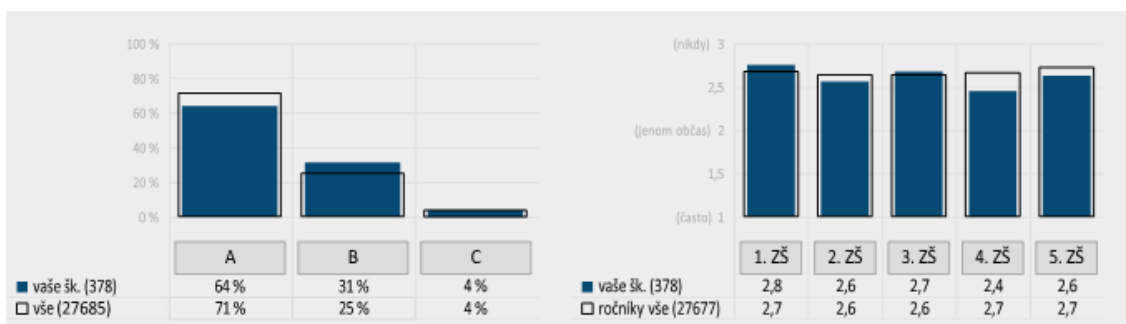 100 %
80 %
60 %
40 %
20 %
0 %
A B C
vaše šk. (378) 64 % 31 % 4 %
vše (27685) 71 % 25 % 4 %
(nikdy) 3
2,5
(jenom občas) 2
1,5
(často) 1
1. ZŠ 2. ZŠ 3. ZŠ 4. ZŠ 5. ZŠ
vaše šk. (378) 2,8 2,6 2,7 2,4 2,6
ročníky vše (27677) 2,7 2,6 2,6 2,7 2,7